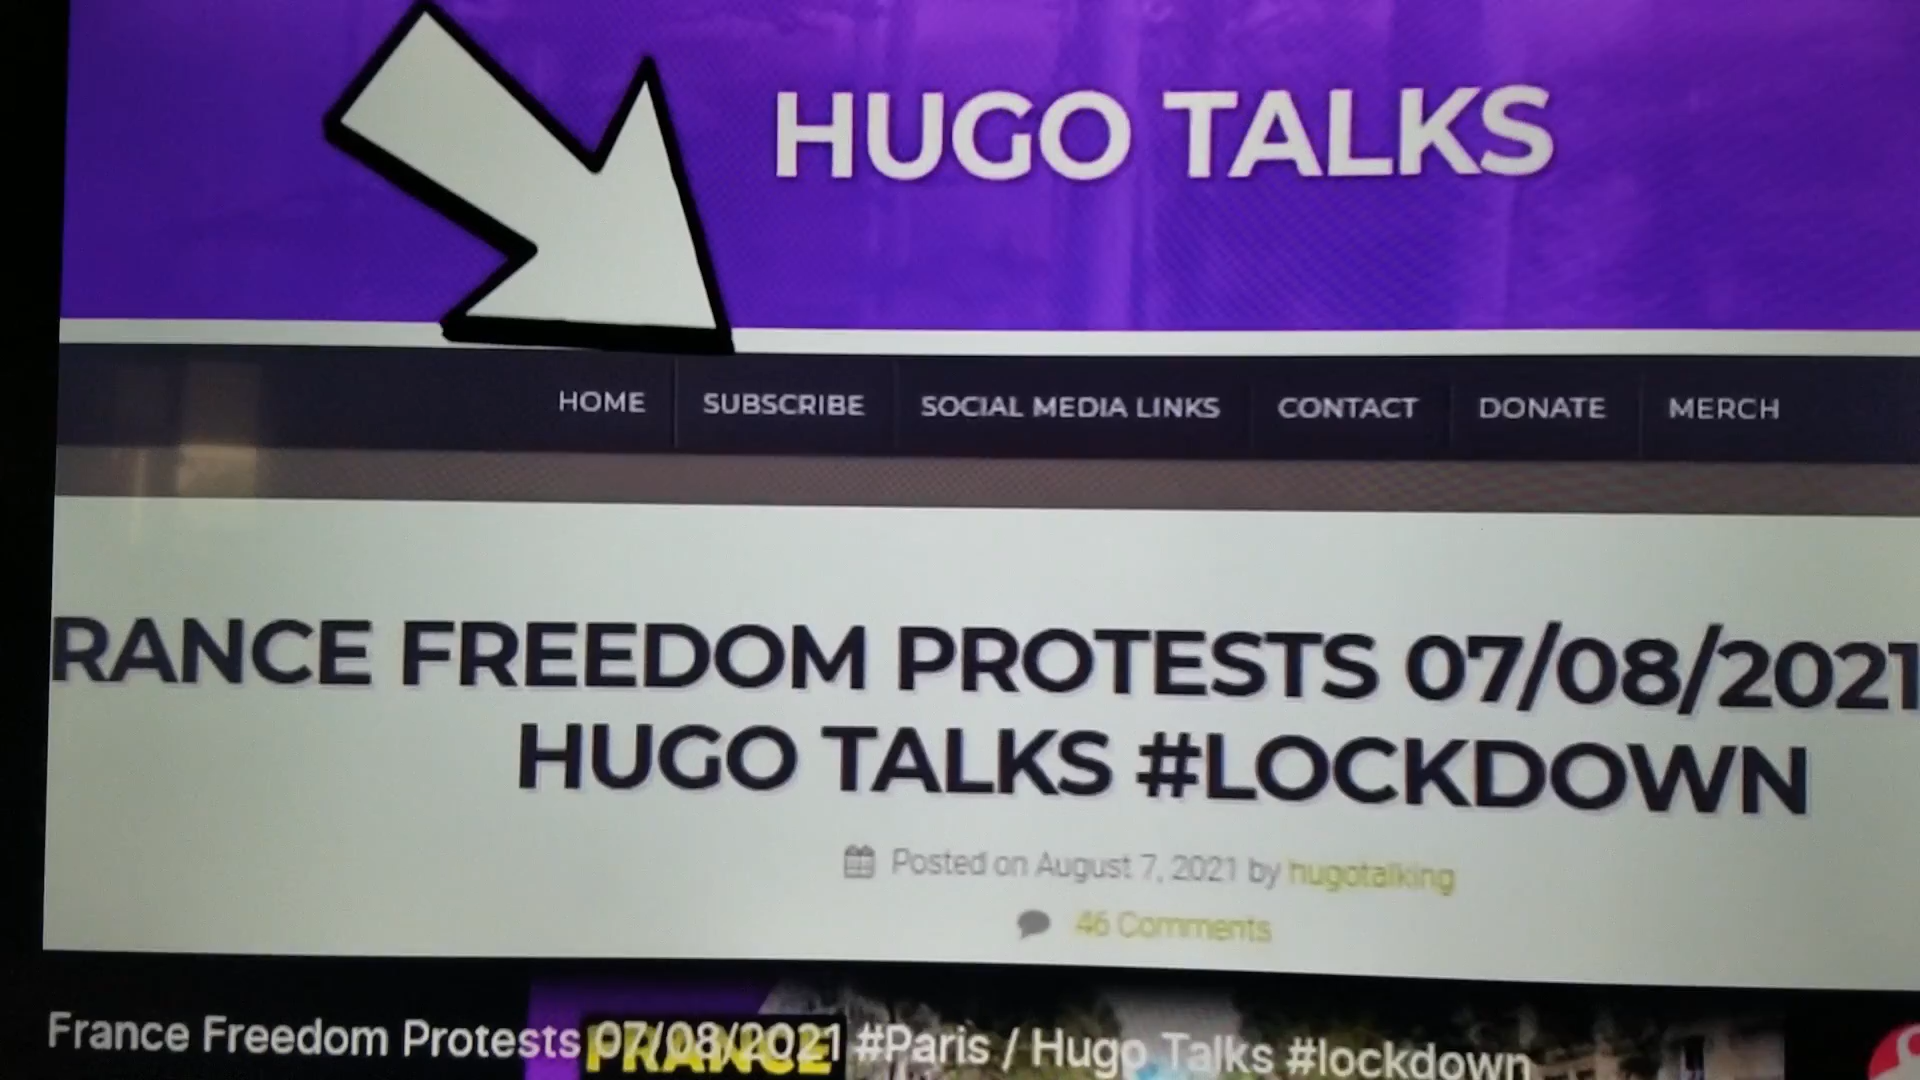 HUGO TALKS
HOME SUBSCRIBE SOCIAL MEDIA LINKS CONTACT DONATE MERCH
RANCE FREEDOM PROTESTS 07/08/2021
HUGO TALKS #LOCKDOWN
Posted on August 7, 2021 by hugotalking
46 Comments
France Freedom Protests 07/08/2021 #Paris / Hugo Talks #lockdown
FRANCE